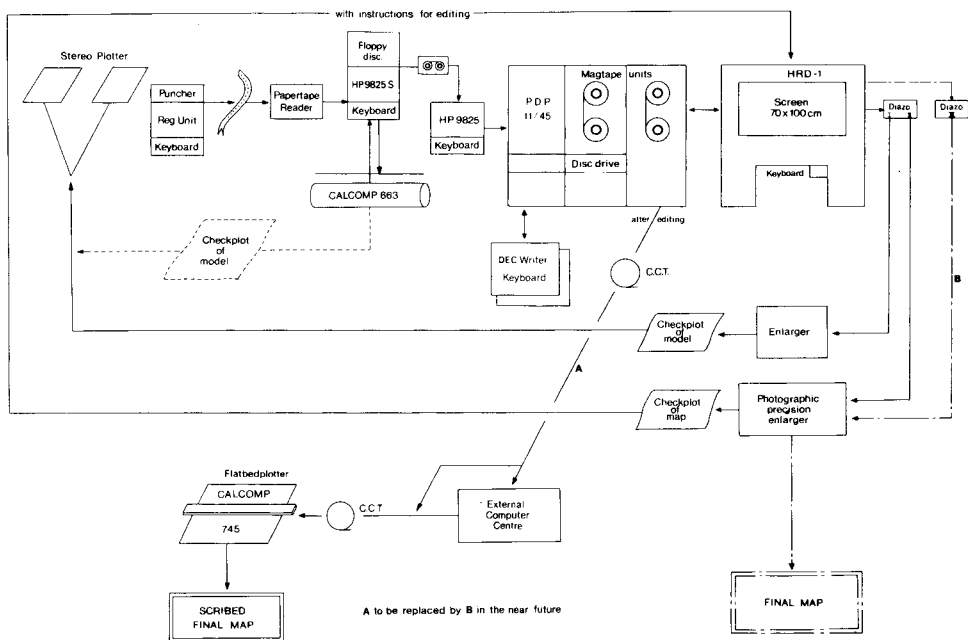 with instructions for editing
Stereo Plotter
Puncher
Reg Unit
Keyboard
Papertape
Reader
Floppy
disc.
HP9825 S
Keyboard
HP 9825
Keyboard
CALCOMP 663
Checkplot
of
model
PDP
11/45
Magtape units
Disc drive
DEC Writer
Keyboard
HRD-1
Screen
70 x 100 cm
Keyboard
Diazo
Diazo
after editing
C.C.T.
A
B
Checkplot
of
model
Enlarger
Checkplot
of
map
Photographic
precision
enlarger
Flatbedplotter
CALCOMP
745
C.C.T
External
Computer
Centre
SCRIBED
FINAL MAP
A to be replaced by B in the near future
FINAL MAP